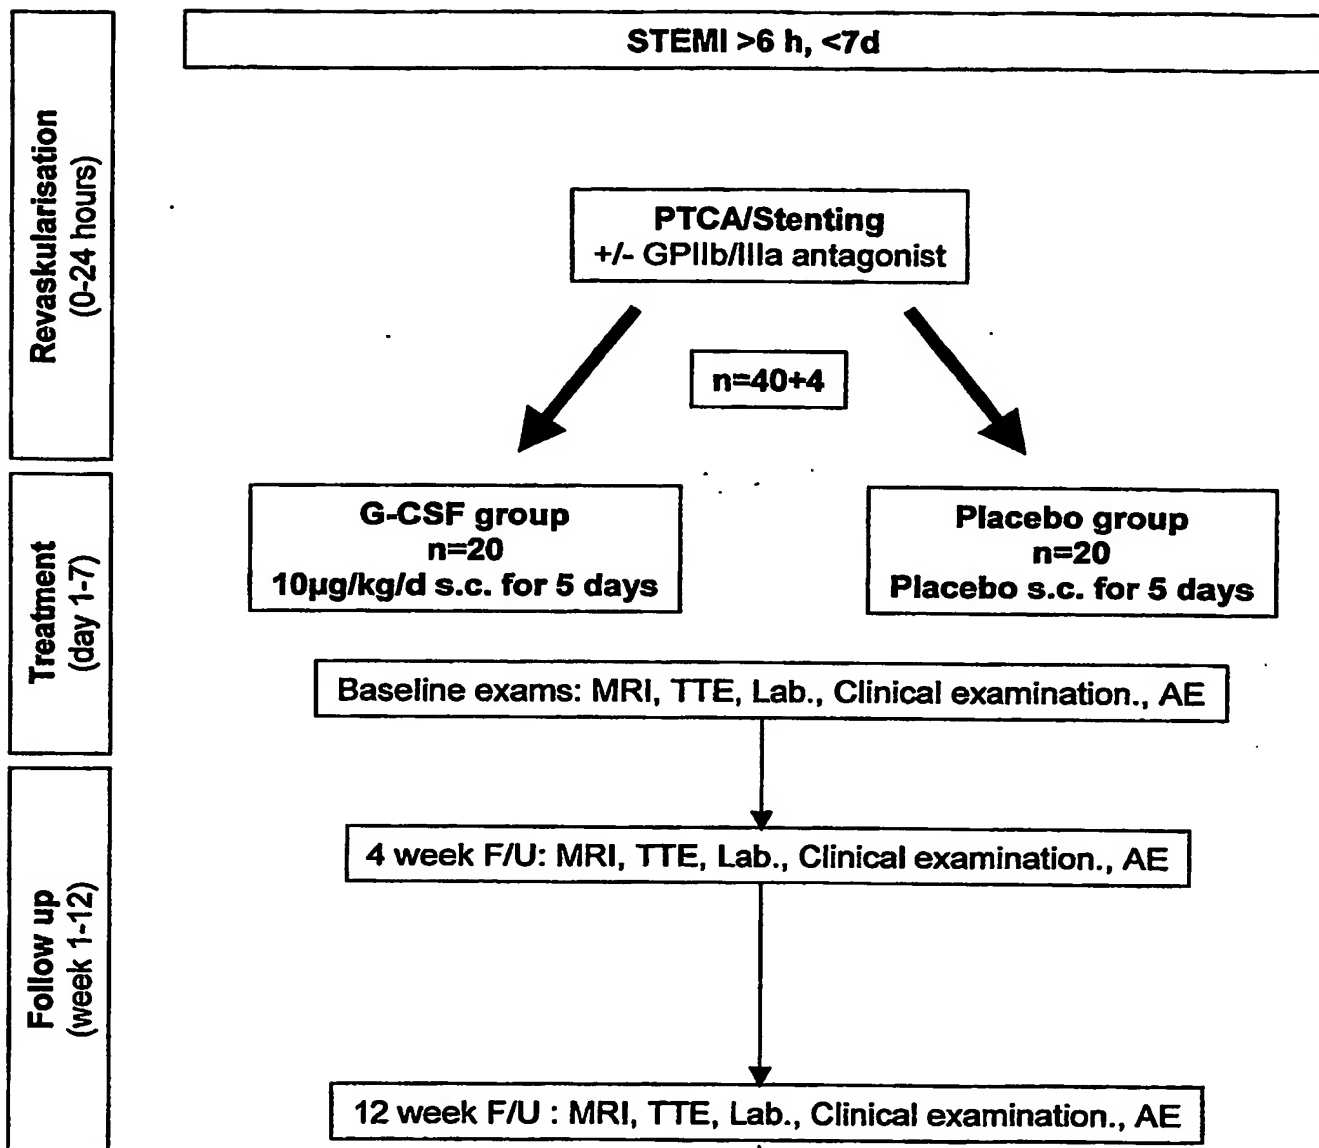 STEMI >6 h, <7d
Revaskularisation
(0-24 hours)
PTCA/Stenting
+/- GPIIb/IIIa antagonist
n=40+4
Treatment
(day 1-7)
G-CSF group
n=20
10µg/kg/d s.c. for 5 days
Placebo group
n=20
Placebo s.c. for 5 days
Baseline exams: MRI, TTE, Lab., Clinical examination., AE
Follow up
(week 1-12)
4 week F/U: MRI, TTE, Lab., Clinical examination., AE
12 week F/U : MRI, TTE, Lab., Clinical examination., AE